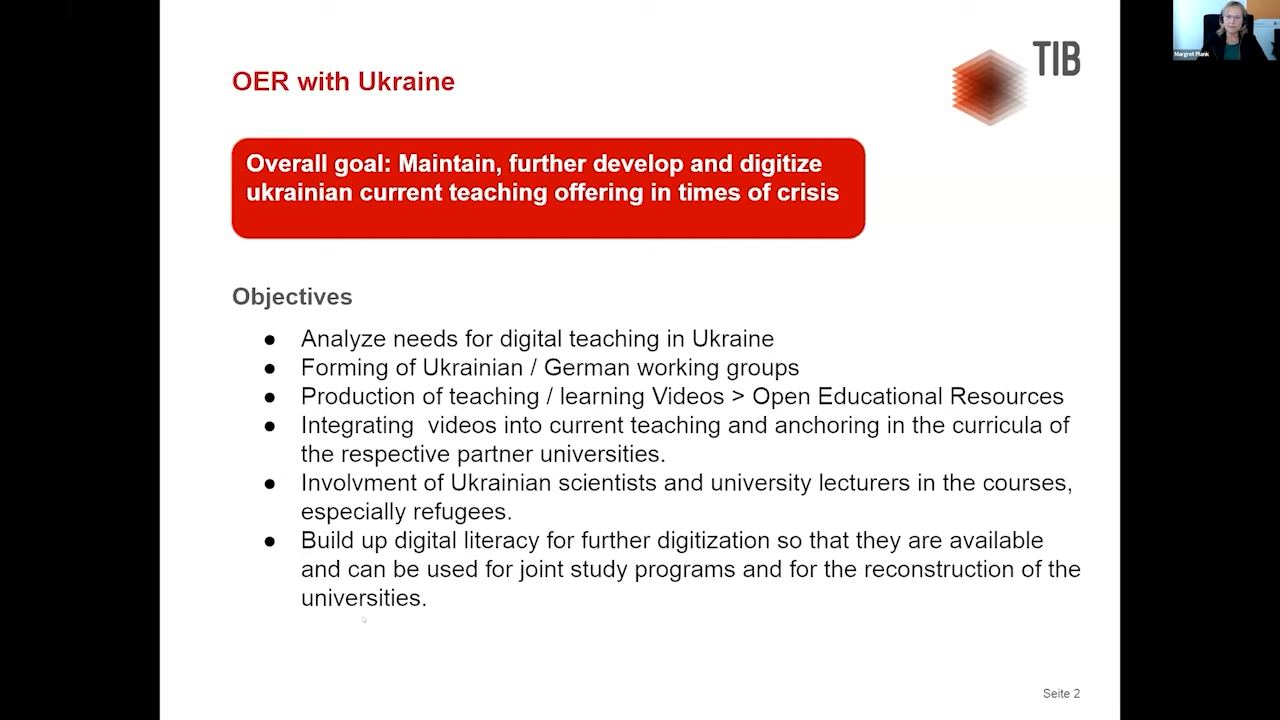 Margret Plank
TIB
OER with Ukraine
Overall goal: Maintain, further develop and digitize
ukrainian current teaching offering in times of crisis
Objectives
● Analyze needs for digital teaching in Ukraine
● Forming of Ukrainian / German working groups
● Production of teaching / learning Videos > Open Educational Resources
● Integrating  videos into current teaching and anchoring in the curricula of
the respective partner universities.
● Involvment of Ukrainian scientists and university lecturers in the courses,
especially refugees.
● Build up digital literacy for further digitization so that they are available
and can be used for joint study programs and for the reconstruction of the
universities.
Seite 2